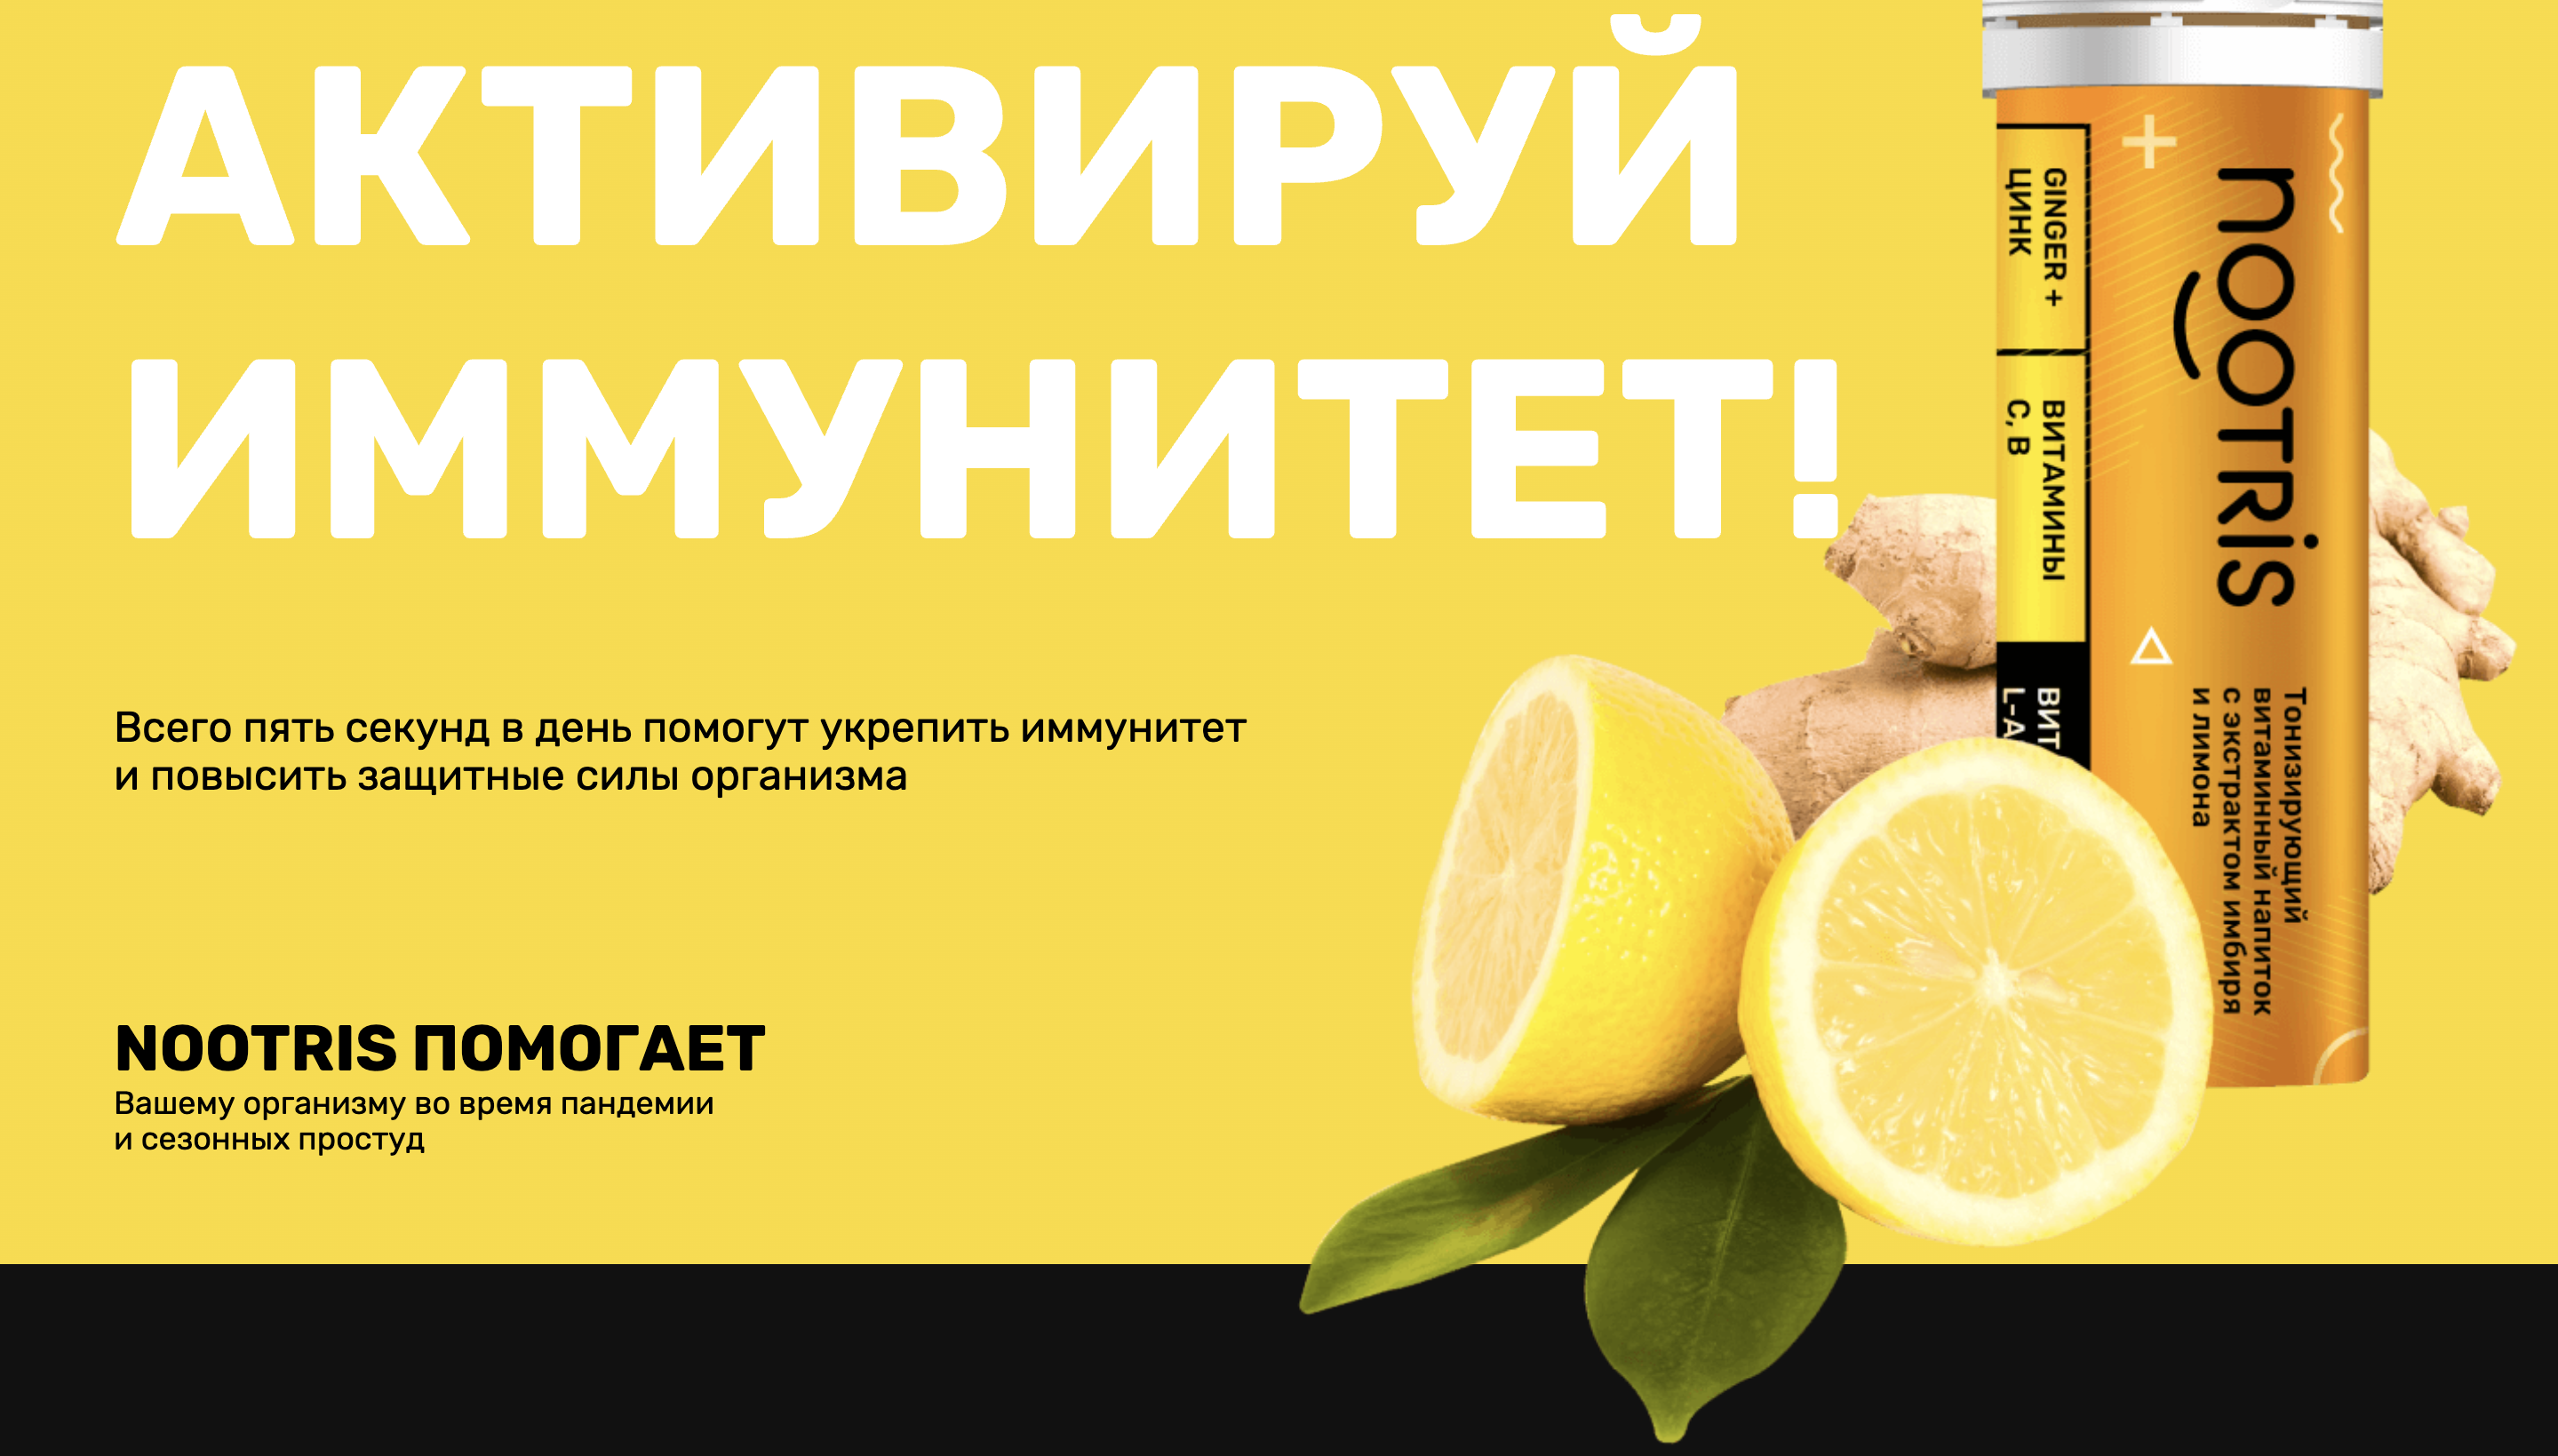 АКТИВИРУЙ
ИММУНИТЕТ!
Всего пять секунд в день помогут укрепить иммунитет
и повысить защитные силы организма
NOOTRIS ПОМОГАЕТ
Вашему организму во время пандемии
и сезонных простуд
nooTRiS
Тонизирующий
витаминный напиток
с экстрактом имбиря
и лимона
GINGER +
ЦИНК
ВИТАМИНЫ
C, B